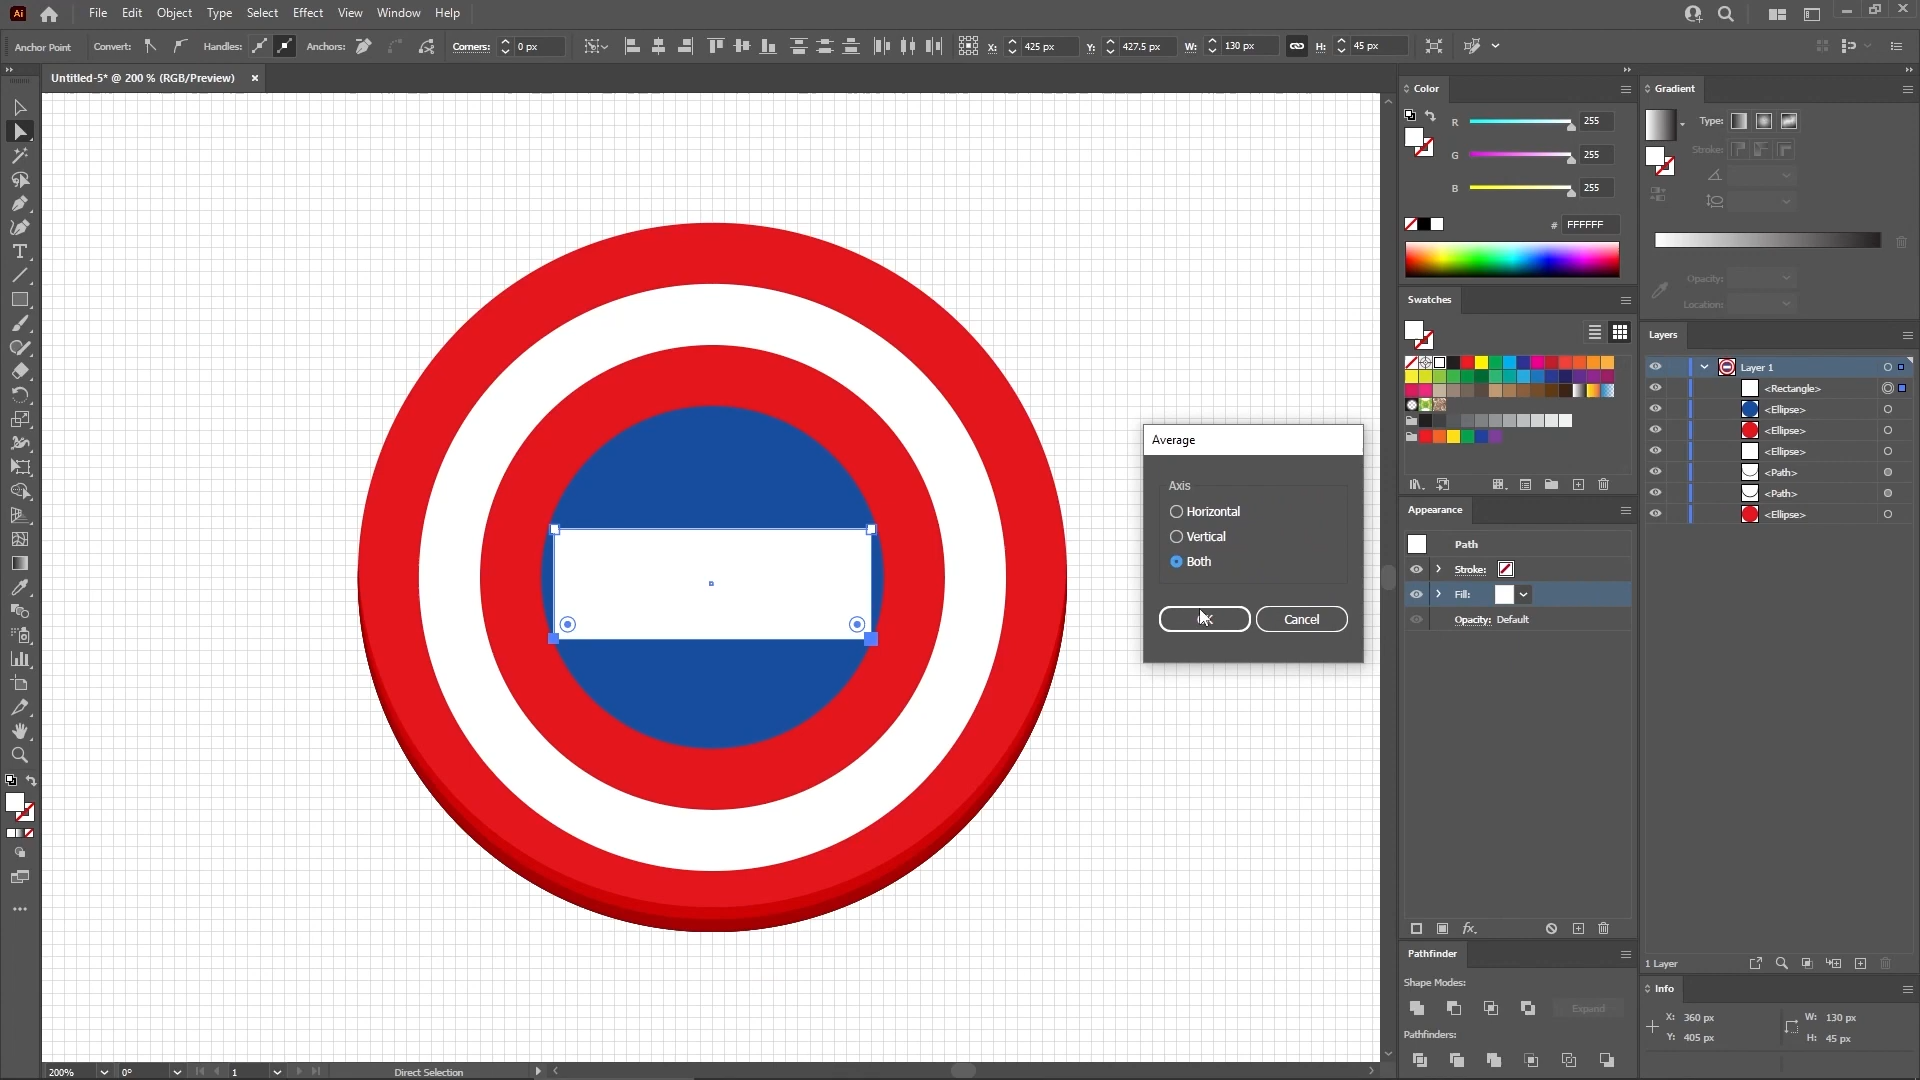 Ai File Edit Object Type Select Effect View Window Help
Anchor Point Convert: Handles: Anchors: Corners: 0 px X: 425 px Y: 427.5 px W: 130 px H: 45 px
Untitled-5* @ 200 % (RGB/Preview) ×
Color
R 255
G 255
B 255
# FFFFFF
Swatches
Appearance
Path
Stroke:
Fill:
Opacity: Default
Pathfinder
Shape Modes:
Expand
Pathfinders:
Gradient
Type:
Stroke:
Opacity:
Location:
Layers
Layer 1
<Rectangle>
<Ellipse>
<Ellipse>
<Ellipse>
<Path>
<Path>
<Ellipse>
1 Layer
Info
X: 360 px W: 130 px
Y: 405 px H: 45 px
Average
Axis
Horizontal
Vertical
Both
Cancel
200% 0° 1 Direct Selection